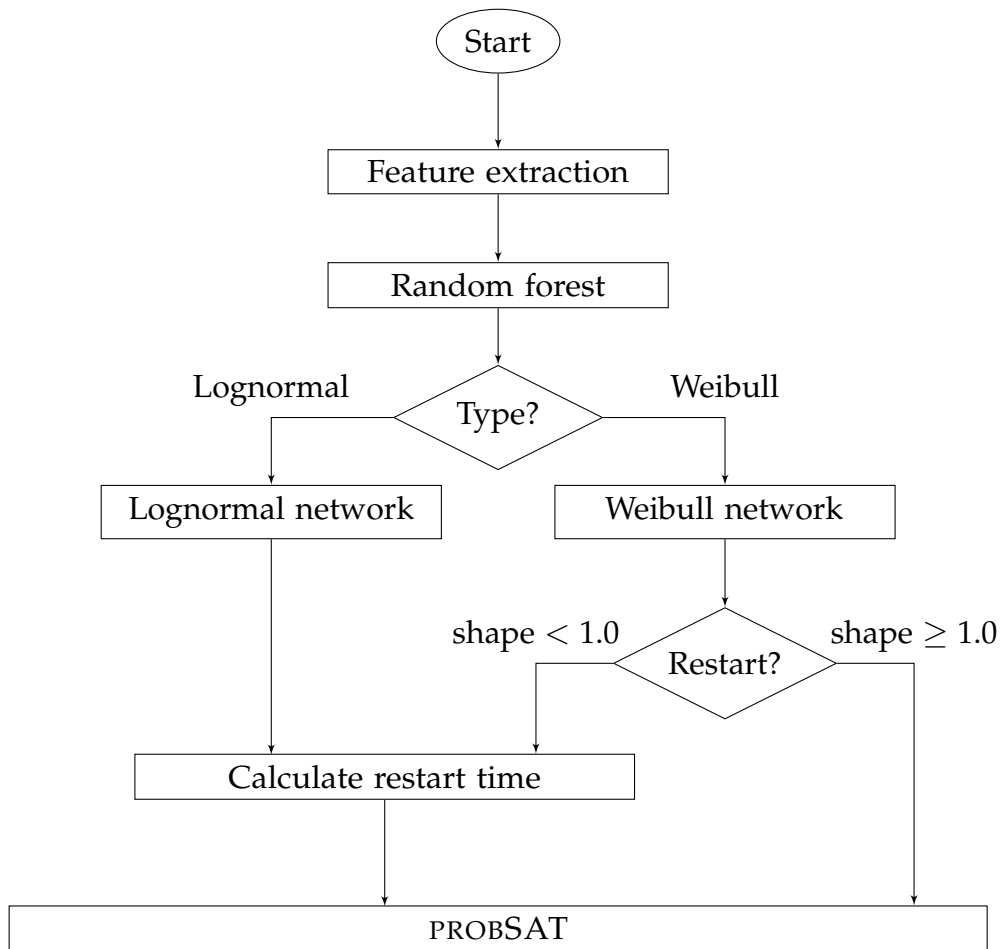 Start
Feature extraction
Random forest
Lognormal
Weibull
Type?
Lognormal network
Weibull network
shape < 1.0
shape ≥ 1.0
Restart?
Calculate restart time
PROBSAT